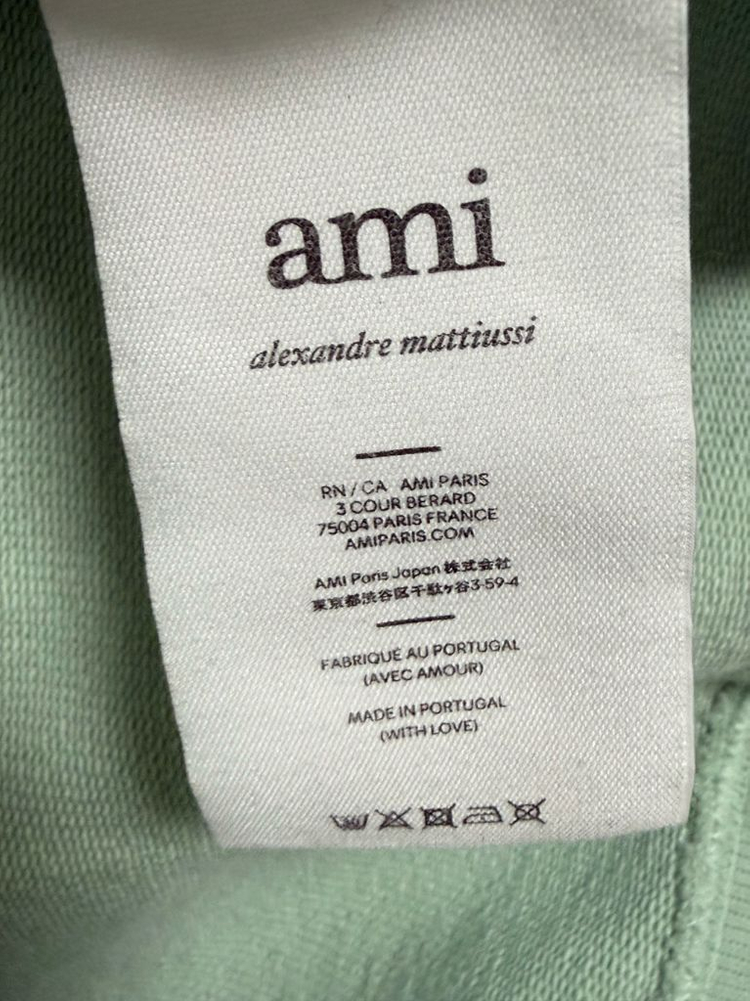 ami
alexandre mattiussi
RN / CA AMI PARIS
3 COUR BERARD
75004 PARIS FRANCE
AMIPARIS.COM
AMI Paris Japan 株式会社
東京都渋谷区千駄ヶ谷3-59-4
FABRIQUÉ AU PORTUGAL
(AVEC AMOUR)
MADE IN PORTUGAL
(WITH LOVE)